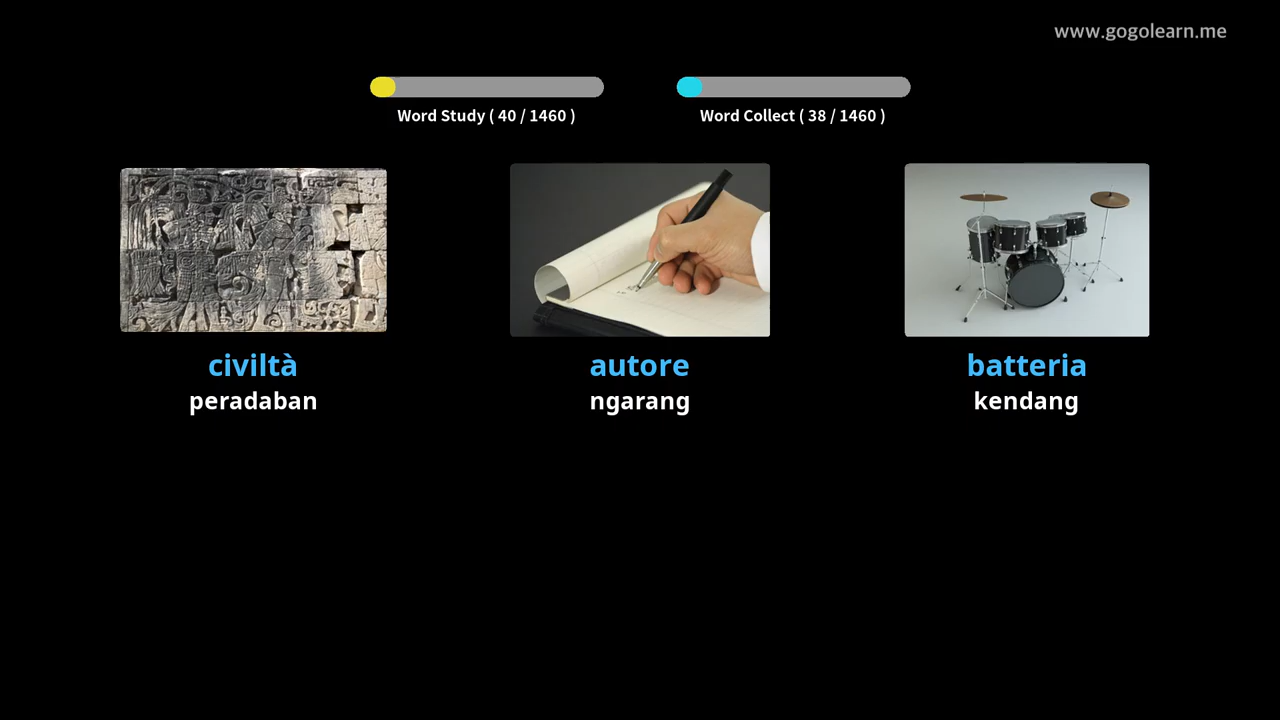 www.gogolearn.me
Word Study ( 40 / 1460 )
Word Collect ( 38 / 1460 )
civiltà
peradaban
autore
ngarang
batteria
kendang